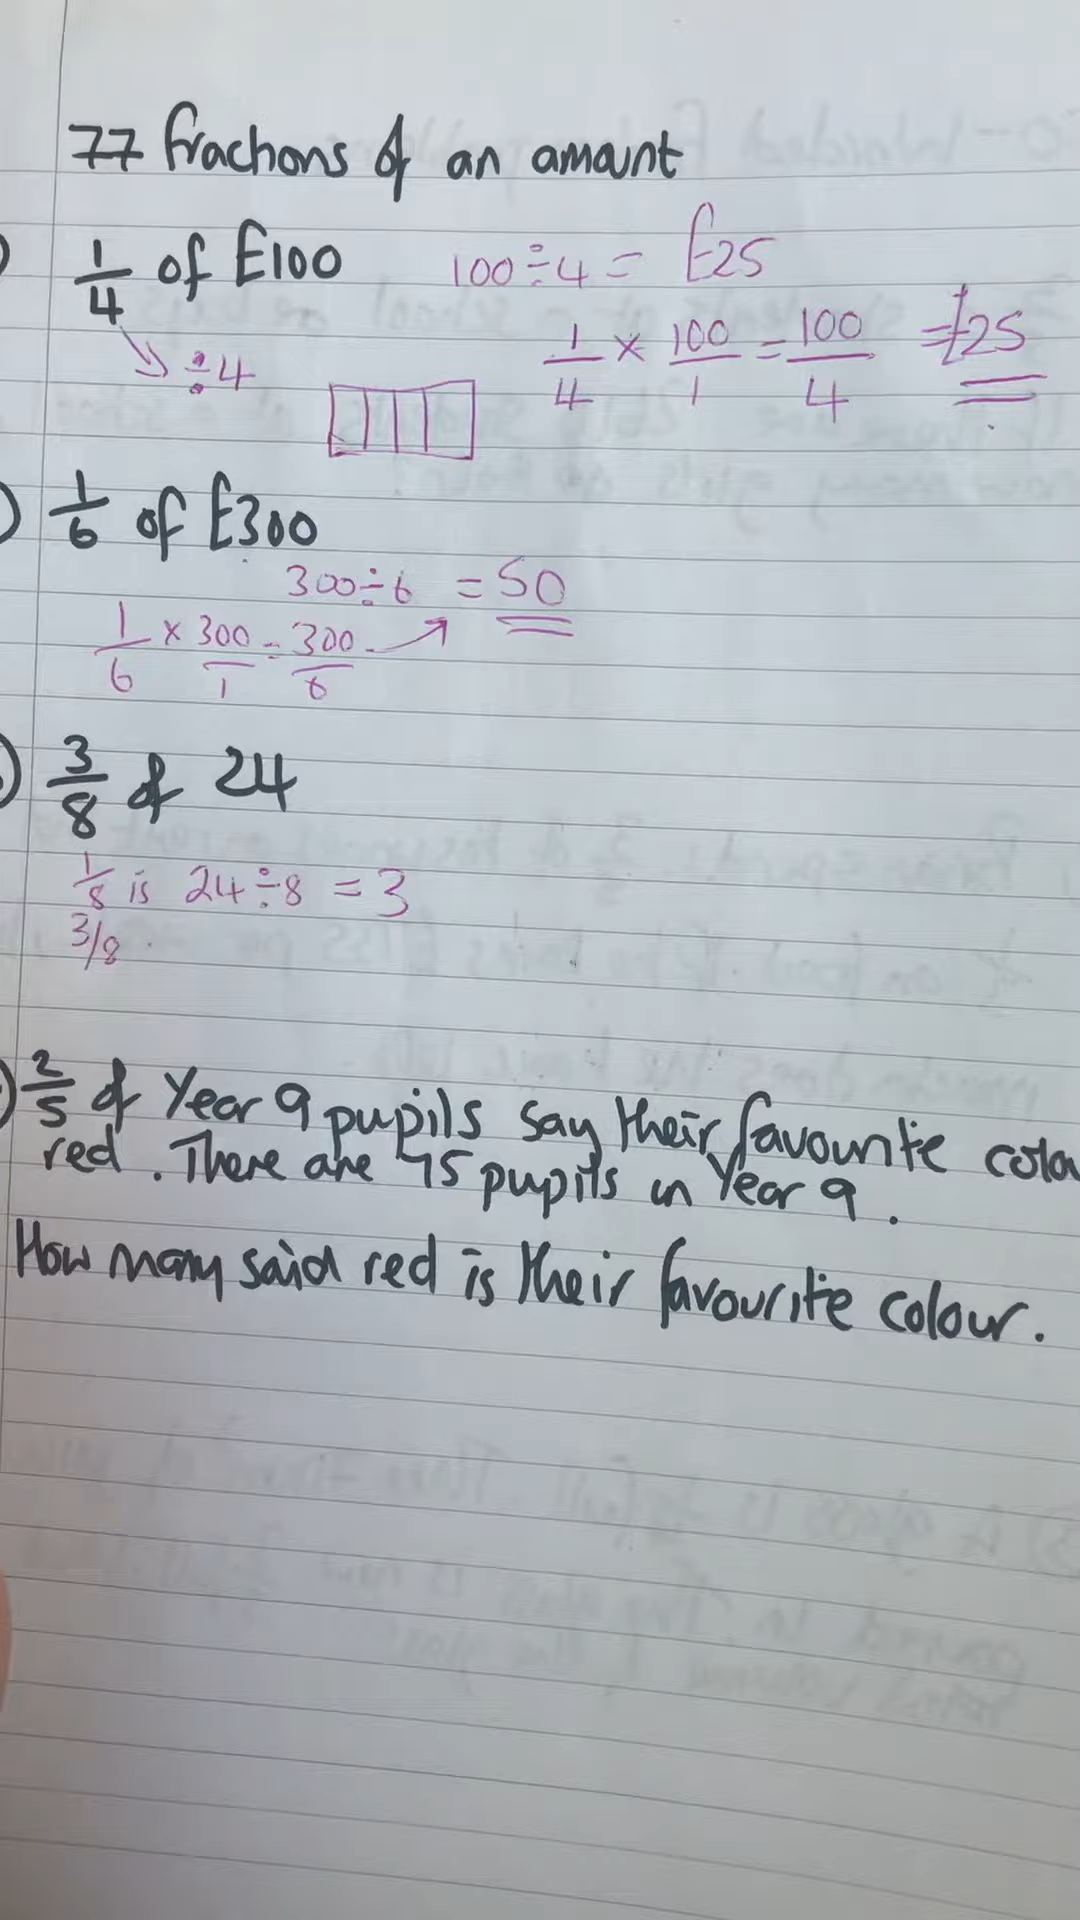 77 fractions of an amount
1/4 of £100 100÷4 = £25
÷4 1/4 × 100/1 = 100/4 = £25
1/6 of £300
300÷6 = 50
1/6 × 300/1 = 300/6
3/8 of 24
1/8 is 24÷8 = 3
3/8
2/5 of Year 9 pupils say their favourite colou
red. There are 45 pupils in Year 9.
How many said red is their favourite colour.